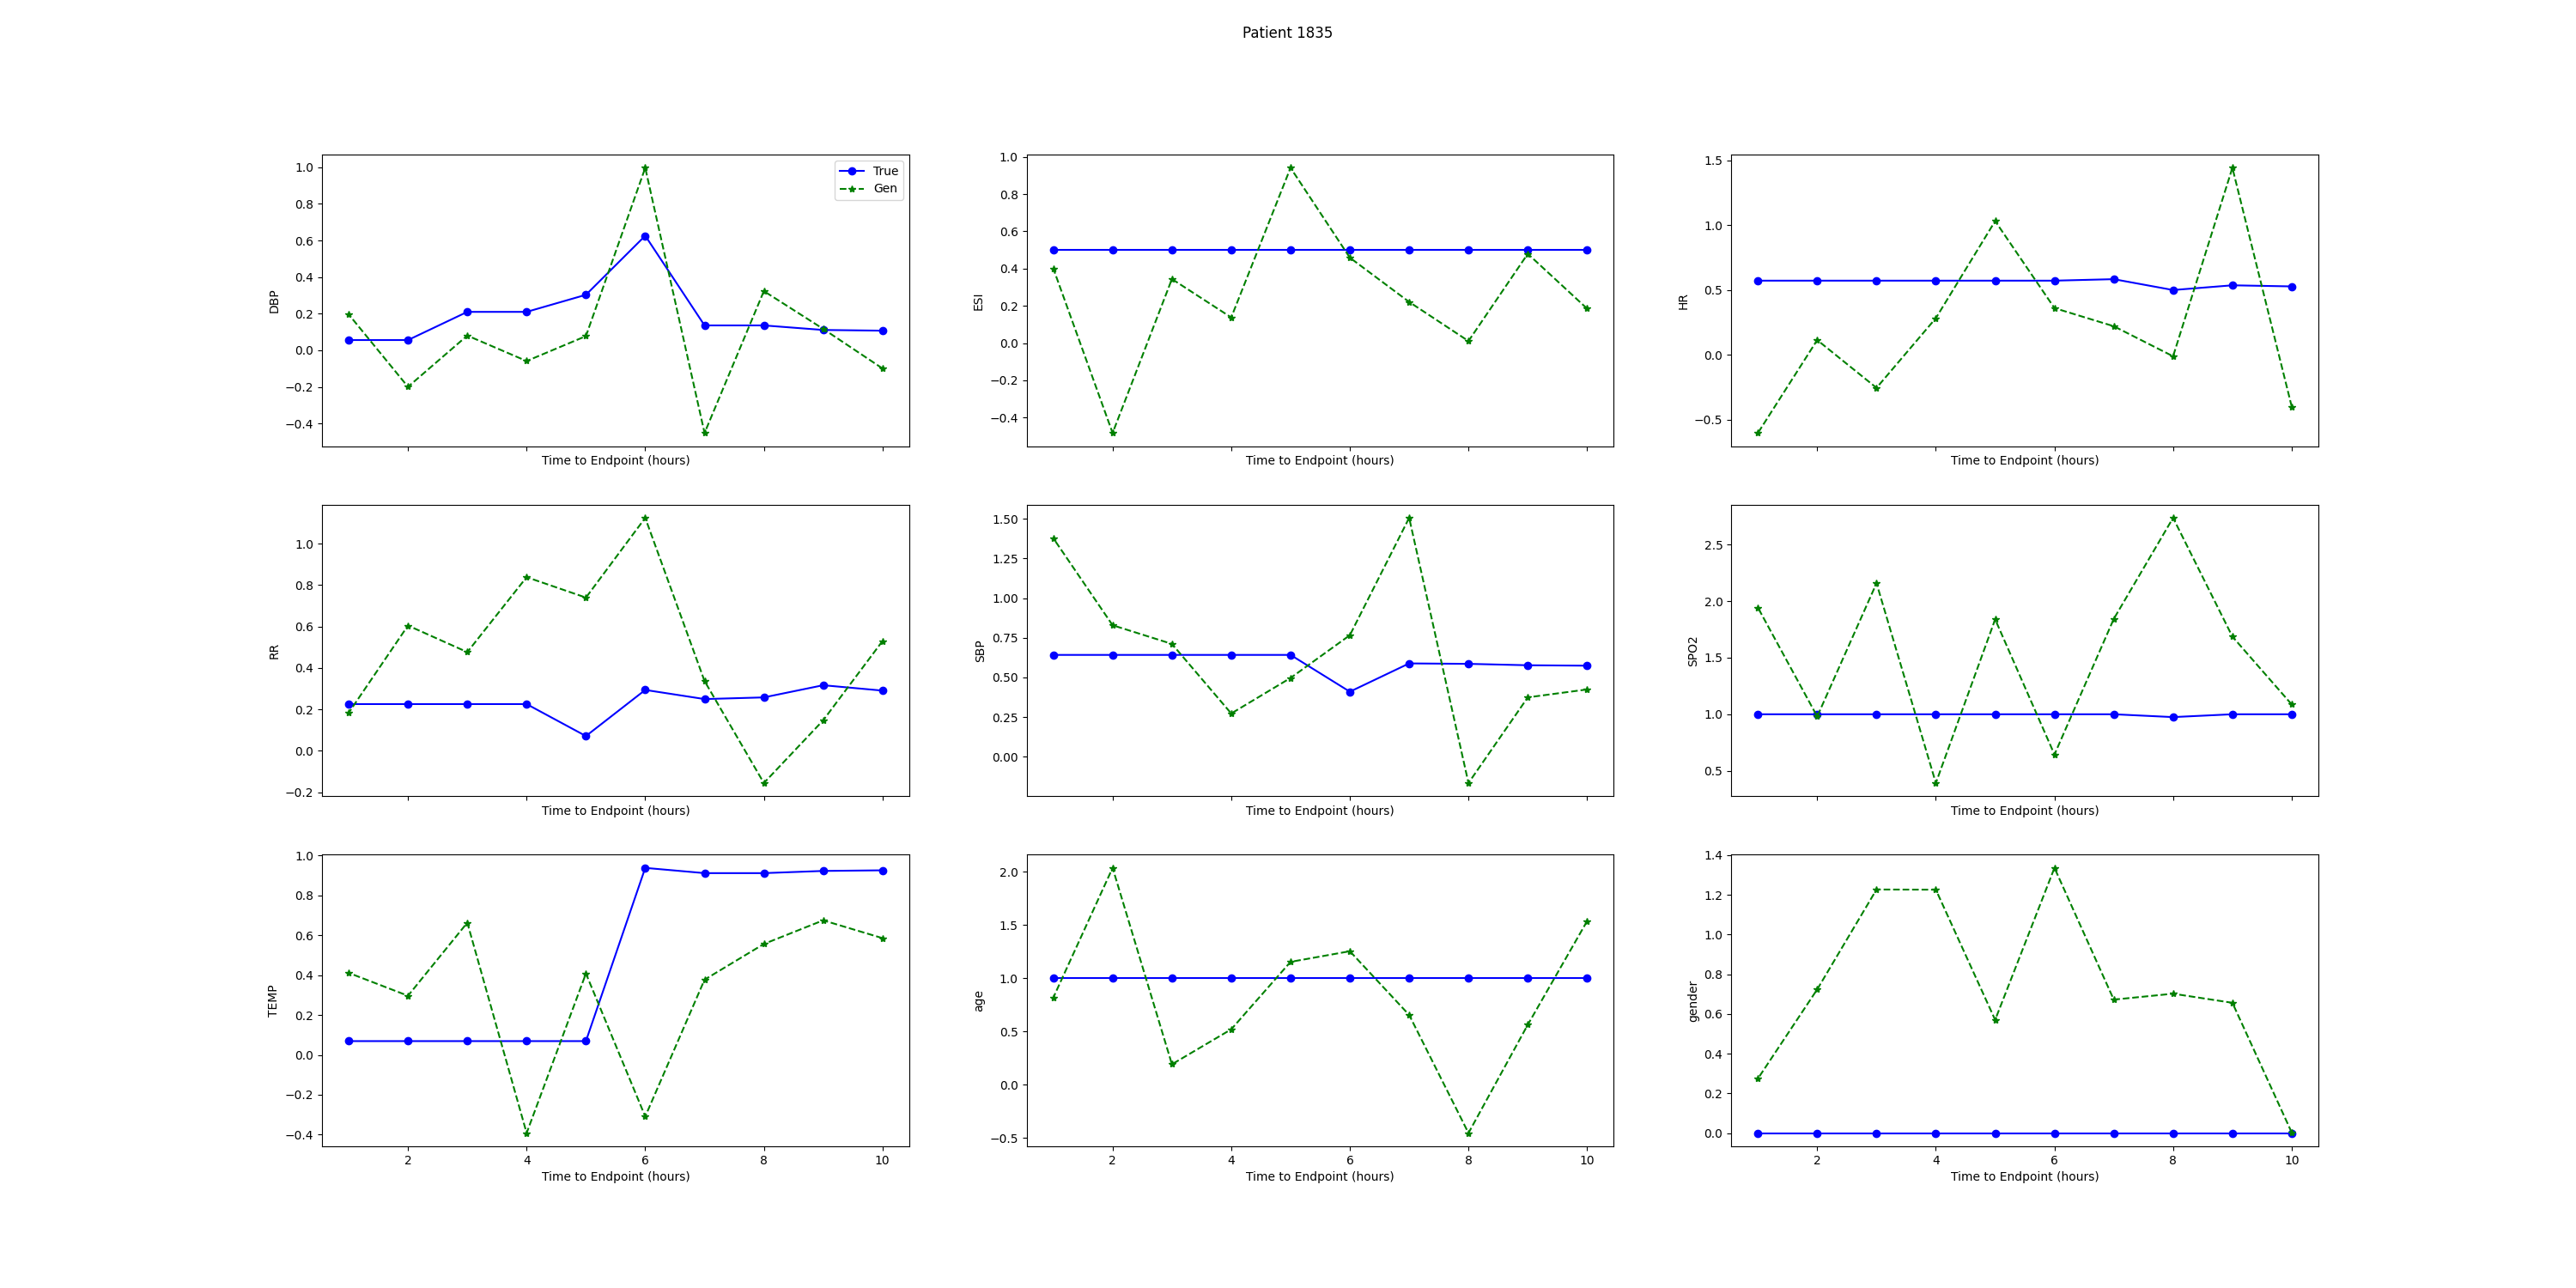 Patient 1835
DBP
1.0
0.8
0.6
0.4
0.2
0.0
−0.2
−0.4
True
Gen
Time to Endpoint (hours)
ESI
1.0
0.8
0.6
0.4
0.2
0.0
−0.2
−0.4
Time to Endpoint (hours)
HR
1.5
1.0
0.5
0.0
−0.5
Time to Endpoint (hours)
RR
1.0
0.8
0.6
0.4
0.2
0.0
−0.2
Time to Endpoint (hours)
SBP
1.50
1.25
1.00
0.75
0.50
0.25
0.00
Time to Endpoint (hours)
SPO2
2.5
2.0
1.5
1.0
0.5
Time to Endpoint (hours)
TEMP
1.0
0.8
0.6
0.4
0.2
0.0
−0.2
−0.4
2 4 6 8 10
Time to Endpoint (hours)
age
2.0
1.5
1.0
0.5
0.0
−0.5
2 4 6 8 10
Time to Endpoint (hours)
gender
1.4
1.2
1.0
0.8
0.6
0.4
0.2
0.0
2 4 6 8 10
Time to Endpoint (hours)